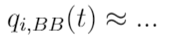 q_{i,BB}(t) ≈ ...